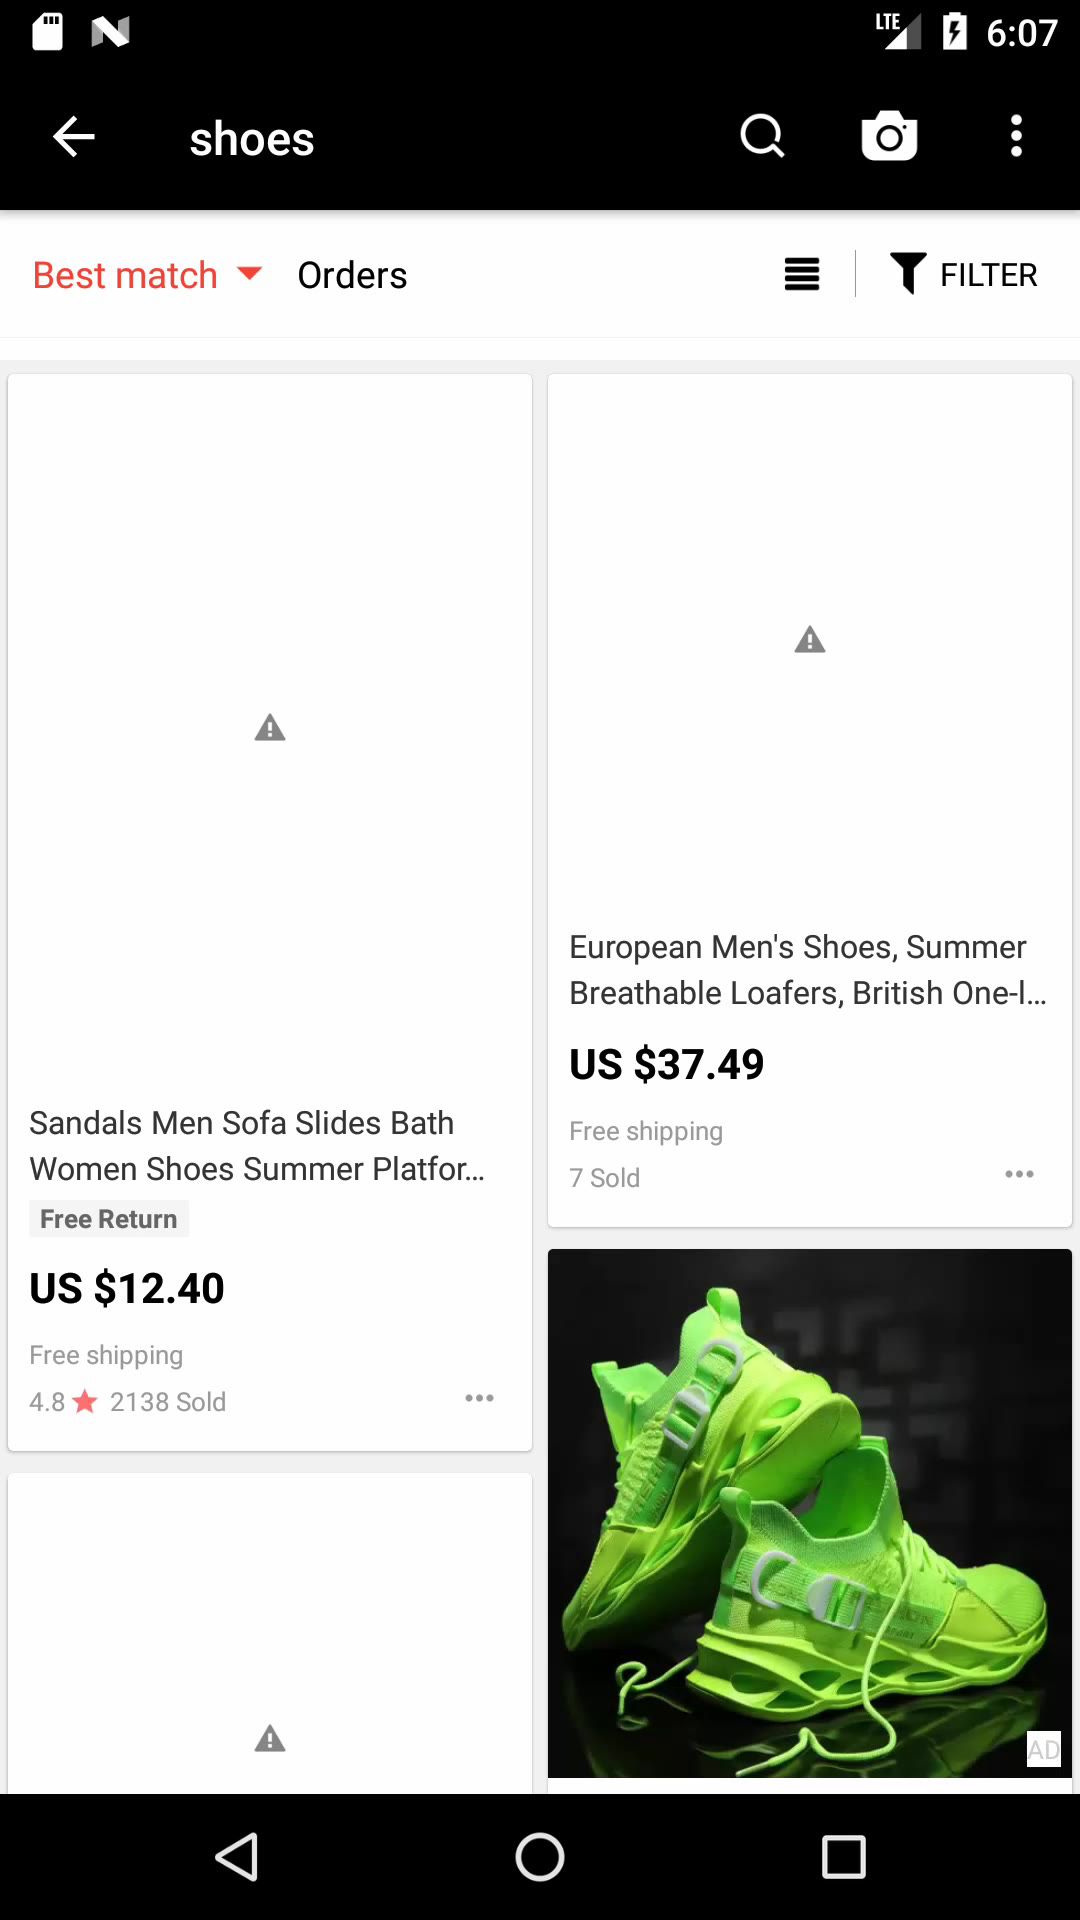 LTE 6:07
shoes
Best match Orders FILTER
European Men's Shoes, Summer
Breathable Loafers, British One-l...
US $37.49
Free shipping
7 Sold
Sandals Men Sofa Slides Bath
Women Shoes Summer Platfor...
Free Return
US $12.40
Free shipping
4.8 2138 Sold
AD